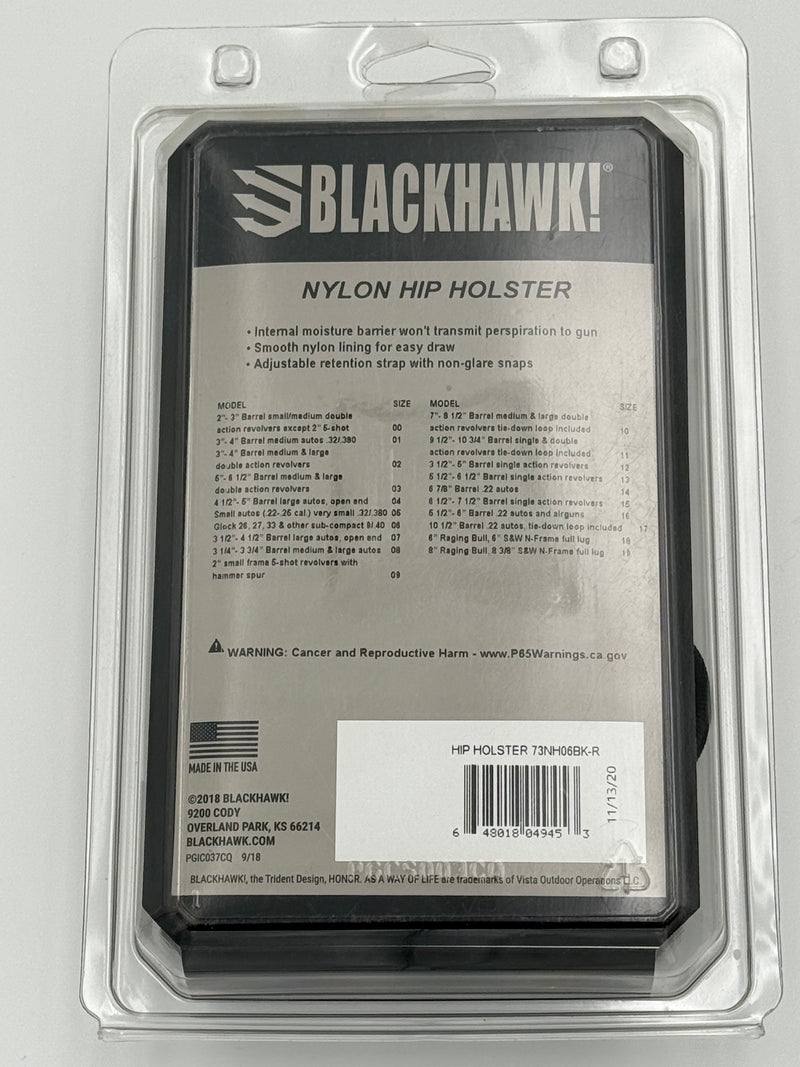 BLACKHAWK!®
NYLON HIP HOLSTER
• Internal moisture barrier won't transmit perspiration to gun
• Smooth nylon lining for easy draw
• Adjustable retention strap with non-glare snaps
MODEL SIZE
2"- 3" Barrel small/medium double
action revolvers except 2" 5-shot 00
3"- 4" Barrel medium autos .32/.380 01
3"- 4" Barrel medium & large
double action revolvers 02
5"- 6 1/2" Barrel medium & large
double action revolvers 03
4 1/2"- 5" Barrel large autos, open end 04
Small autos (.22-.25 cal.) very small .32/.380 05
Glock 26, 27, 33 & other sub-compact 9/.40 06
3 1/2"- 4 1/2" Barrel large autos, open end 07
3 1/4"- 3 3/4" Barrel medium & large autos 08
2" small frame 5-shot revolvers with
hammer spur 09
MODEL SIZE
7"- 8 1/2" Barrel medium & large double
action revolvers tie-down loop included 10
9 1/2"- 10 3/4" Barrel single & double
action revolvers tie-down loop included 11
3 1/2"- 5" Barrel single action revolvers 12
5 1/2"- 6 1/2" Barrel single action revolvers 13
6 7/8" Barrel .22 autos 14
6 1/2"- 7 1/2" Barrel single action revolvers 15
5 1/2"- 6" Barrel .22 autos and airguns 16
10 1/2" Barrel .22 autos, tie-down loop included 17
6" Raging Bull, 6" S&W N-Frame full lug 18
8" Raging Bull, 8 3/8" S&W N-Frame full lug 19
WARNING: Cancer and Reproductive Harm - www.P65Warnings.ca.gov
MADE IN THE USA
©2018 BLACKHAWK!
9200 CODY
OVERLAND PARK, KS 66214
BLACKHAWK.COM
PGIC037CQ 9/18
HIP HOLSTER 73NH06BK-R
6 48018 04945 3
11/13/20
BLACKHAWK!, the Trident Design, HONOR. AS A WAY OF LIFE are trademarks of Vista Outdoor Operations LLC.